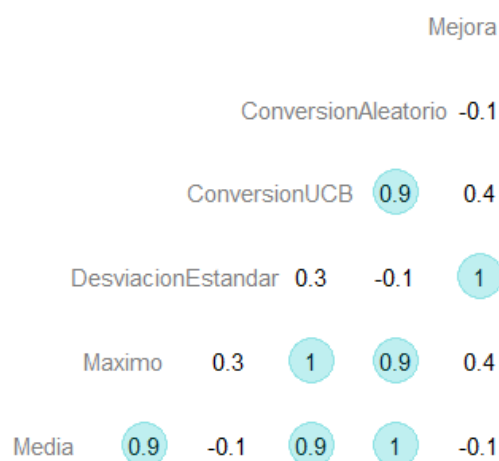 Mejora
ConversionAleatorio -0.1
ConversionUCB 0.9 0.4
DesviacionEstandar 0.3 -0.1 1
Maximo 0.3 1 0.9 0.4
Media 0.9 -0.1 0.9 1 -0.1